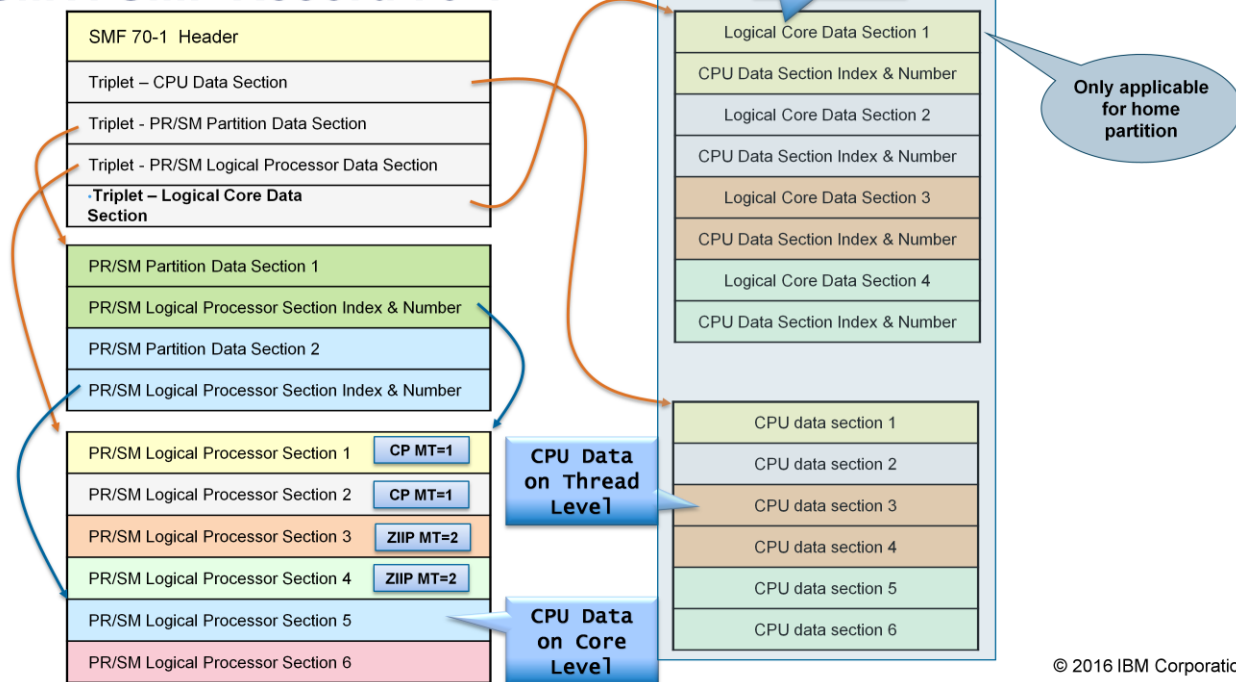 SMF 70-1 Header
Triplet – CPU Data Section
Triplet - PR/SM Partition Data Section
Triplet - PR/SM Logical Processor Data Section
·Triplet – Logical Core Data
Section
PR/SM Partition Data Section 1
PR/SM Logical Processor Section Index & Number
PR/SM Partition Data Section 2
PR/SM Logical Processor Section Index & Number
PR/SM Logical Processor Section 1 CP MT=1
PR/SM Logical Processor Section 2 CP MT=1
PR/SM Logical Processor Section 3 ZIIP MT=2
PR/SM Logical Processor Section 4 ZIIP MT=2
PR/SM Logical Processor Section 5
PR/SM Logical Processor Section 6
CPU Data
on Thread
Level
CPU Data
on Core
Level
Logical Core Data Section 1
CPU Data Section Index & Number
Logical Core Data Section 2
CPU Data Section Index & Number
Logical Core Data Section 3
CPU Data Section Index & Number
Logical Core Data Section 4
CPU Data Section Index & Number
CPU data section 1
CPU data section 2
CPU data section 3
CPU data section 4
CPU data section 5
CPU data section 6
Only applicable
for home
partition
© 2016 IBM Corporatio